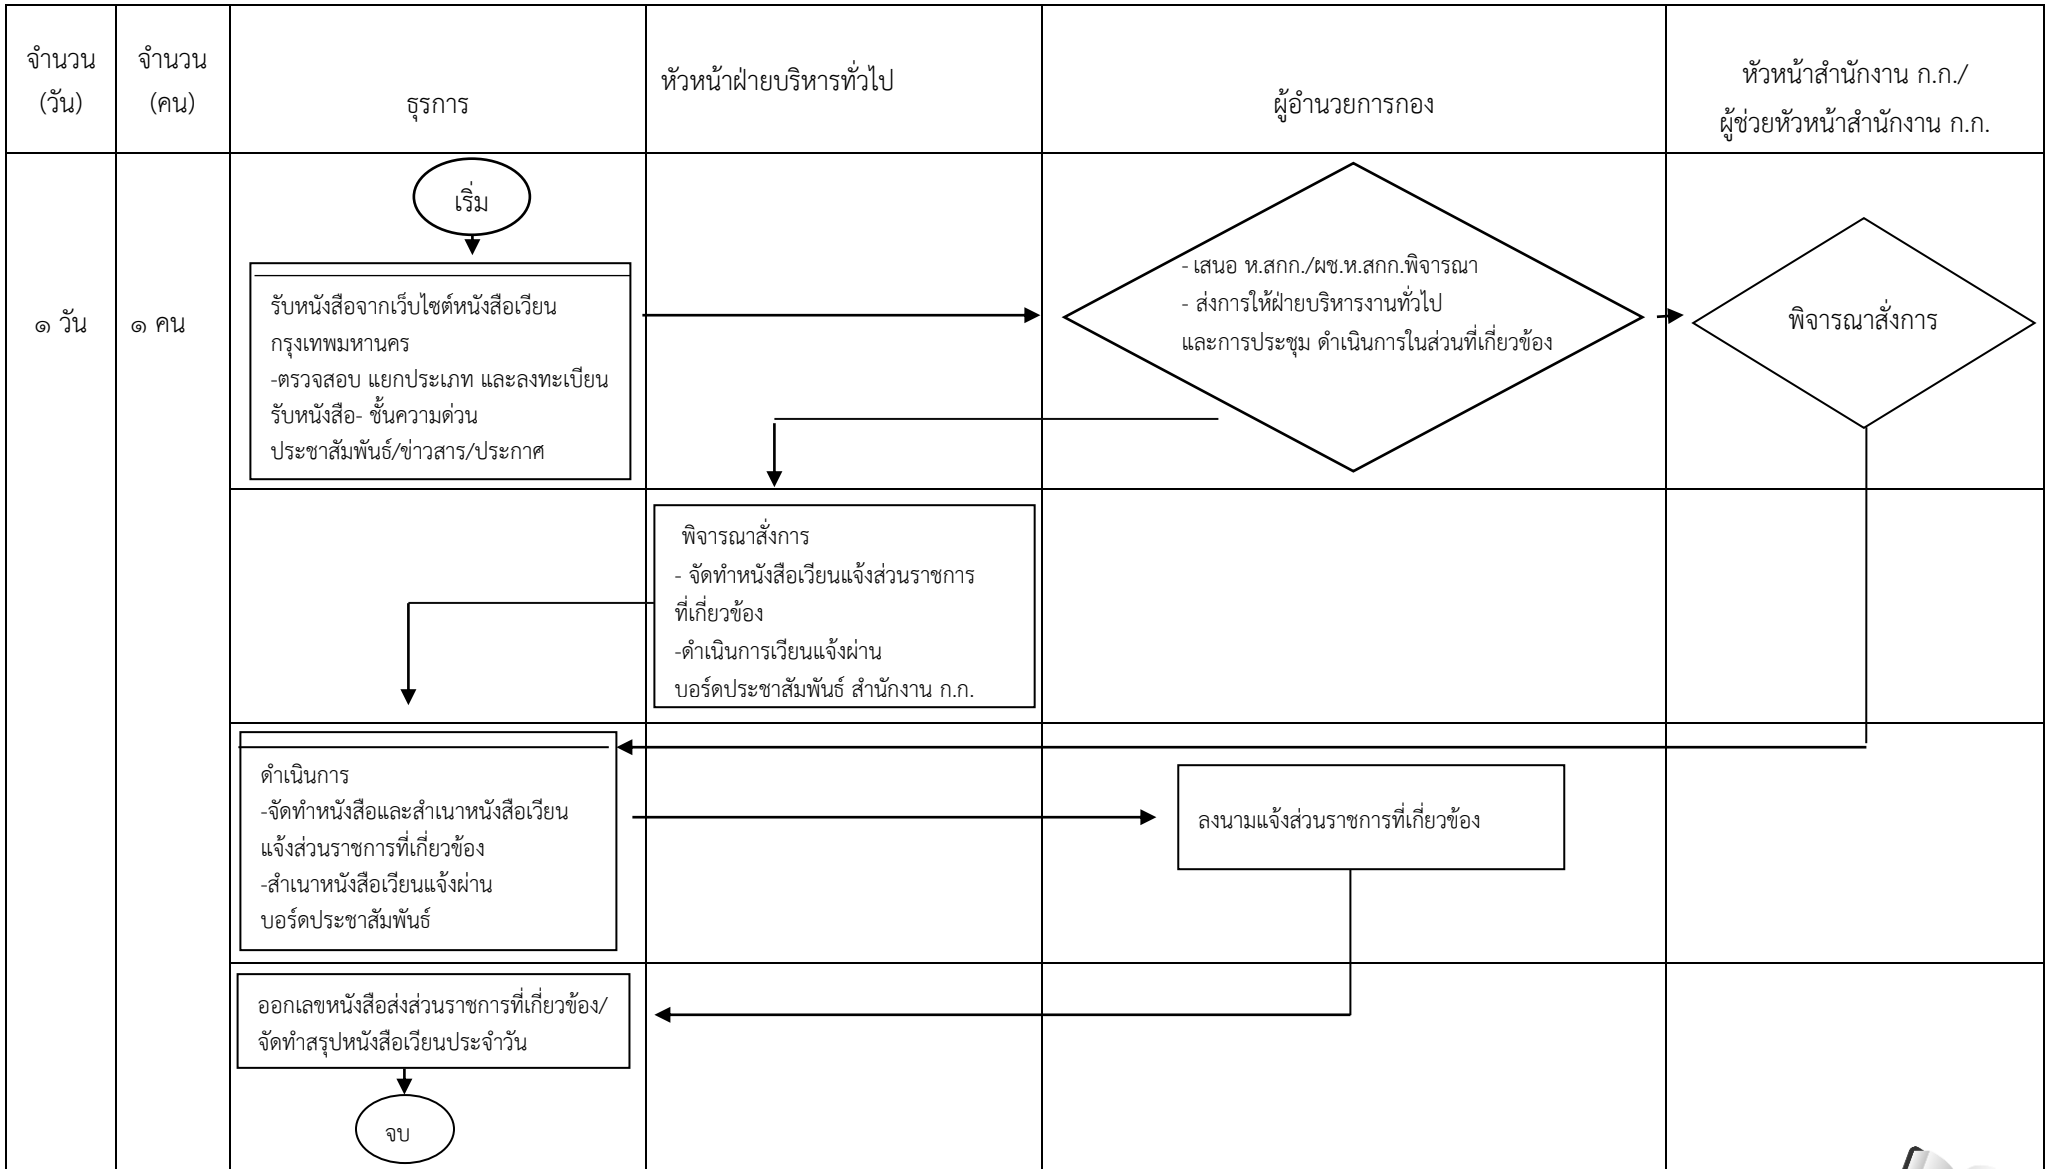 จำนวน
(วัน)
จำนวน
(คน)
ธุรการ
หัวหน้าฝ่ายบริหารทั่วไป
ผู้อำนวยการกอง
หัวหน้าสำนักงาน ก.ก./
ผู้ช่วยหัวหน้าสำนักงาน ก.ก.
๑ วัน
๑ คน
เริ่ม
รับหนังสือจากเว็บไซต์หนังสือเวียน
กรุงเทพมหานคร
-ตรวจสอบ แยกประเภท และลงทะเบียน
รับหนังสือ- ชั้นความด่วน
ประชาสัมพันธ์/ข่าวสาร/ประกาศ
- เสนอ ห.สกก./ผช.ห.สกก.พิจารณา
- ส่งการให้ฝ่ายบริหารงานทั่วไป
และการประชุม ดำเนินการในส่วนที่เกี่ยวข้อง
พิจารณาสั่งการ
พิจารณาสั่งการ
- จัดทำหนังสือเวียนแจ้งส่วนราชการ
ที่เกี่ยวข้อง
-ดำเนินการเวียนแจ้งผ่าน
บอร์ดประชาสัมพันธ์ สำนักงาน ก.ก.
ดำเนินการ
-จัดทำหนังสือและสำเนาหนังสือเวียน
แจ้งส่วนราชการที่เกี่ยวข้อง
-สำเนาหนังสือเวียนแจ้งผ่าน
บอร์ดประชาสัมพันธ์
ลงนามแจ้งส่วนราชการที่เกี่ยวข้อง
ออกเลขหนังสือส่งส่วนราชการที่เกี่ยวข้อง/
จัดทำสรุปหนังสือเวียนประจำวัน
จบ